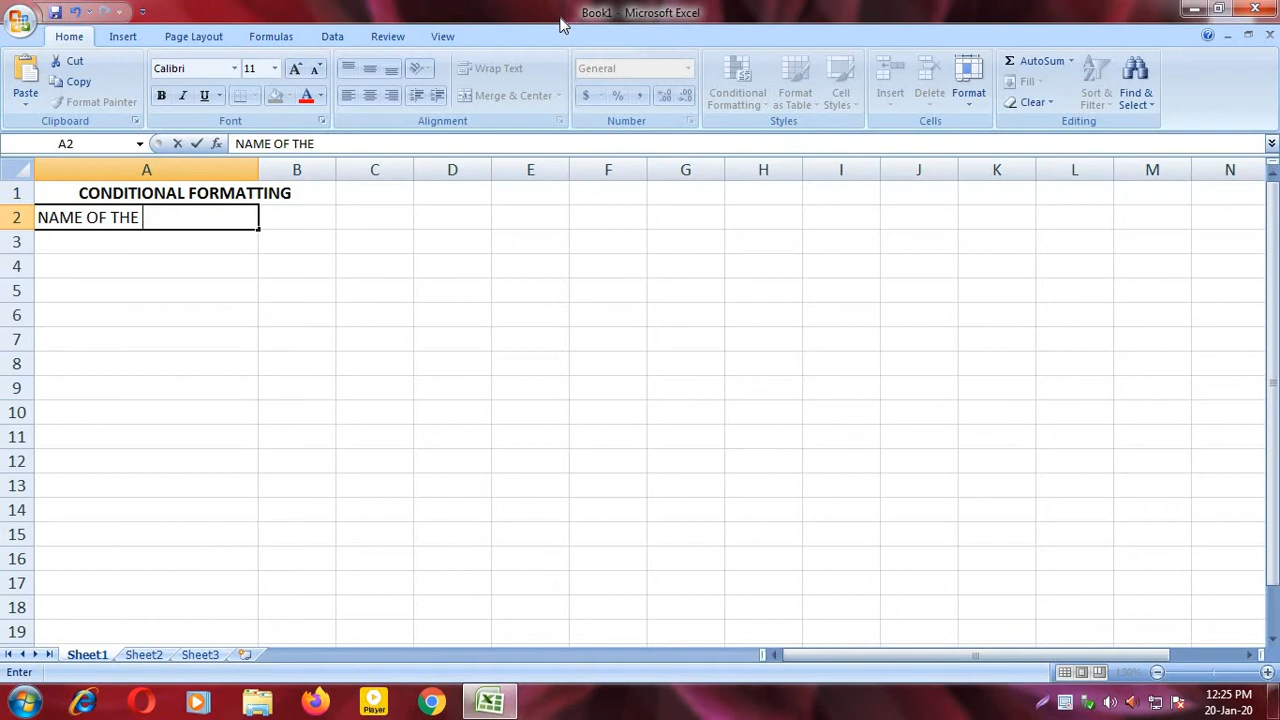 Book1 - Microsoft Excel
Home Insert Page Layout Formulas Data Review View
Paste Cut Copy Format Painter
Clipboard
Calibri 11 A A
B I U A
Font
Wrap Text
Merge & Center
Alignment
General
$ % ,
Number
Conditional Formatting Format as Table Cell Styles
Styles
Insert Delete Format
Cells
Σ AutoSum
Fill
Clear
Sort & Filter Find & Select
Editing
A2 fx NAME OF THE
A B C D E F G H I J K L M N
1 CONDITIONAL FORMATTING
2 NAME OF THE
3
4
5
6
7
8
9
10
11
12
13
14
15
16
17
18
19
Sheet1 Sheet2 Sheet3
Enter
Player
12:25 PM
20-Jan-20